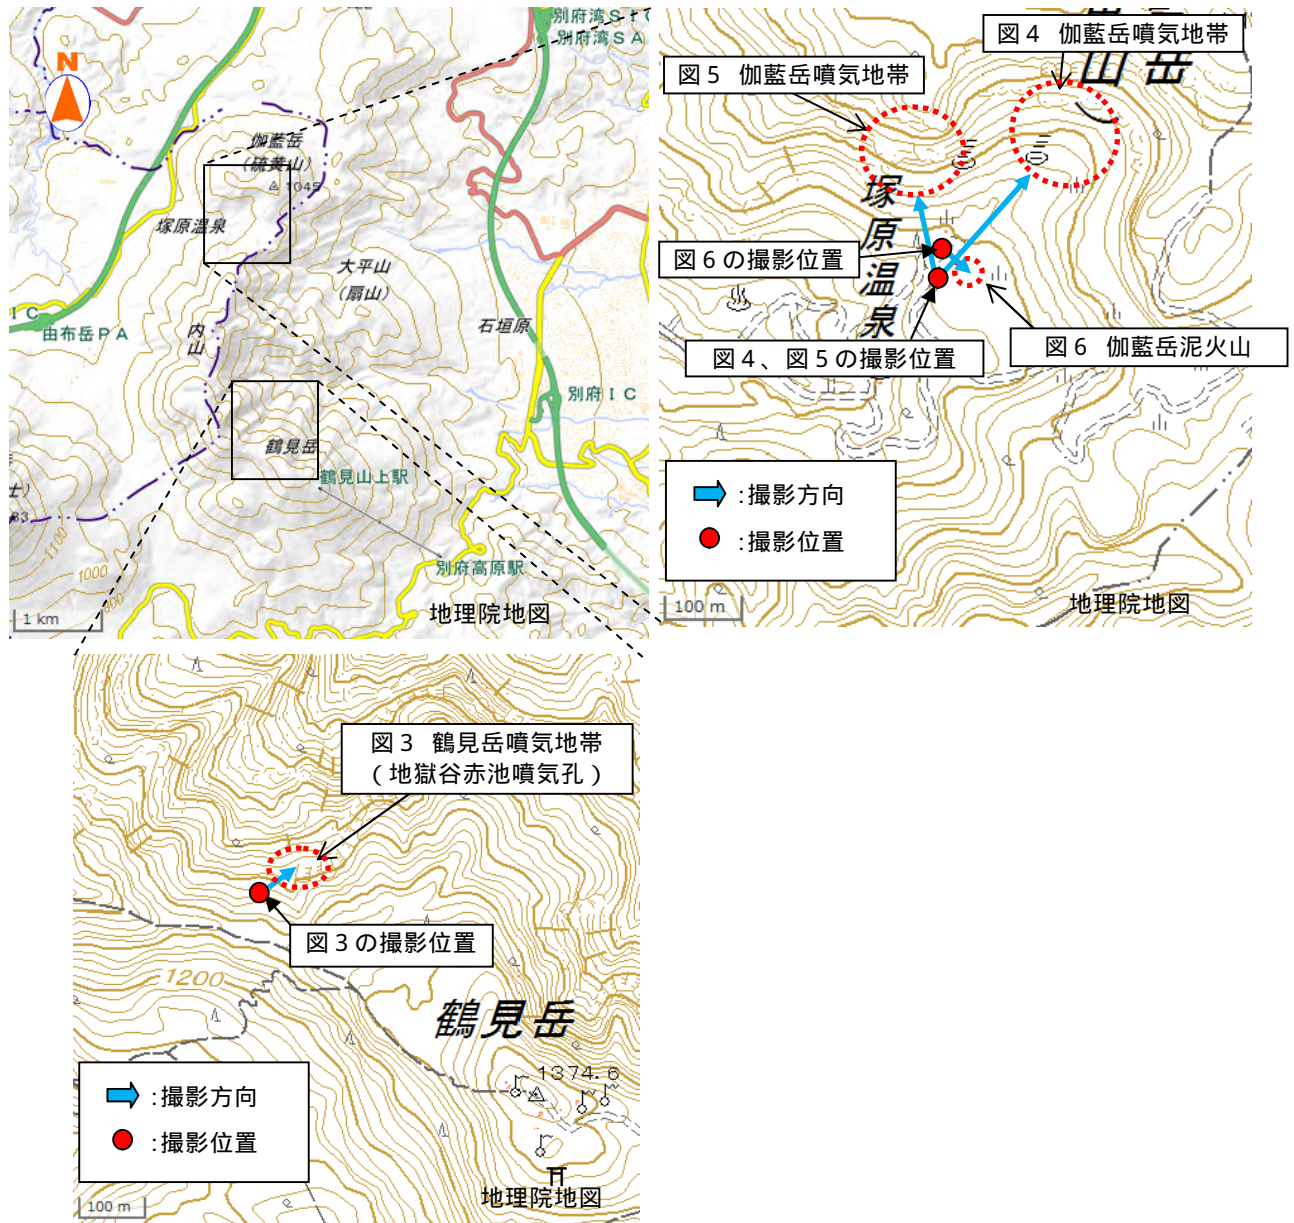 N
別府湾ＳＩＣ
別府湾ＳＡ
伽藍岳
（硫黄山）
1045
塚原温泉
大平山
（扇山）
ＩＣ
由布岳ＰＡ
内山
石垣原
別府ＩＣ
鶴見岳
鶴見山上駅
別府高原駅
1100
1000
1 km
地理院地図
図４ 伽藍岳噴気地帯
図５ 伽藍岳噴気地帯
山岳
塚原温泉
図６の撮影位置
図４、図５の撮影位置
図６ 伽藍岳泥火山
:撮影方向
:撮影位置
100 m
地理院地図
図３ 鶴見岳噴気地帯
（地獄谷赤池噴気孔）
図３の撮影位置
1200
鶴見岳
1374.6
:撮影方向
:撮影位置
100 m
地理院地図